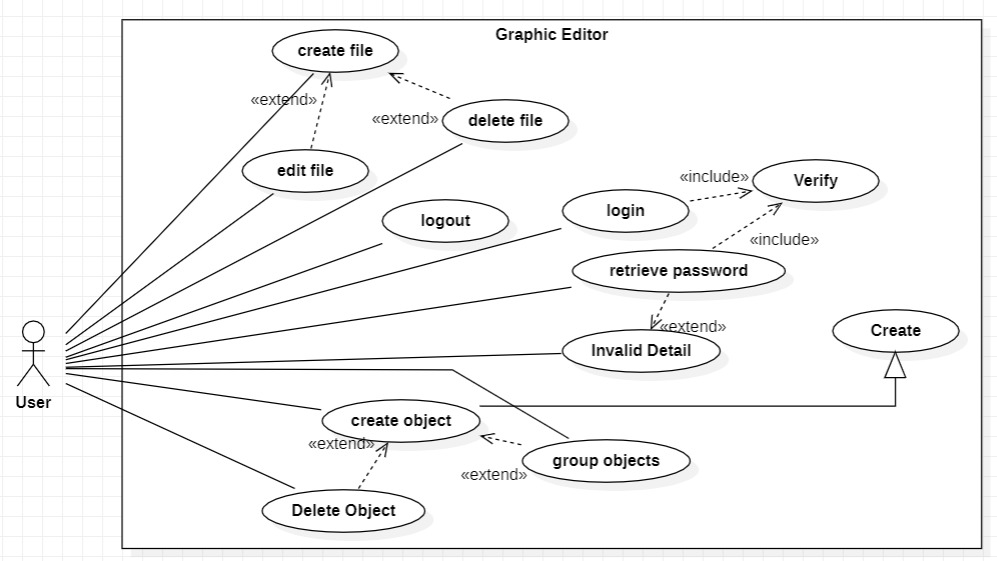 Graphic Editor
create file
«extend»
«extend»
delete file
edit file
«include»
Verify
login
logout
«include»
retrieve password
«extend»
Create
Invalid Detail
User
create object
«extend»
group objects
«extend»
Delete Object